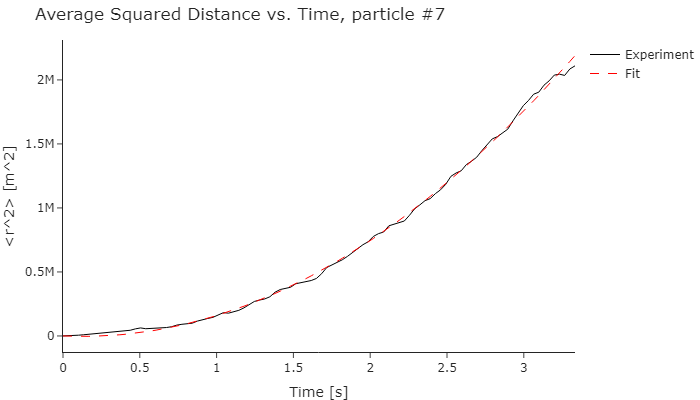 Average Squared Distance vs. Time, particle #7
Experiment
Fit
<r^2> [m^2]
2M
1.5M
1M
0.5M
0
0 0.5 1 1.5 2 2.5 3
Time [s]